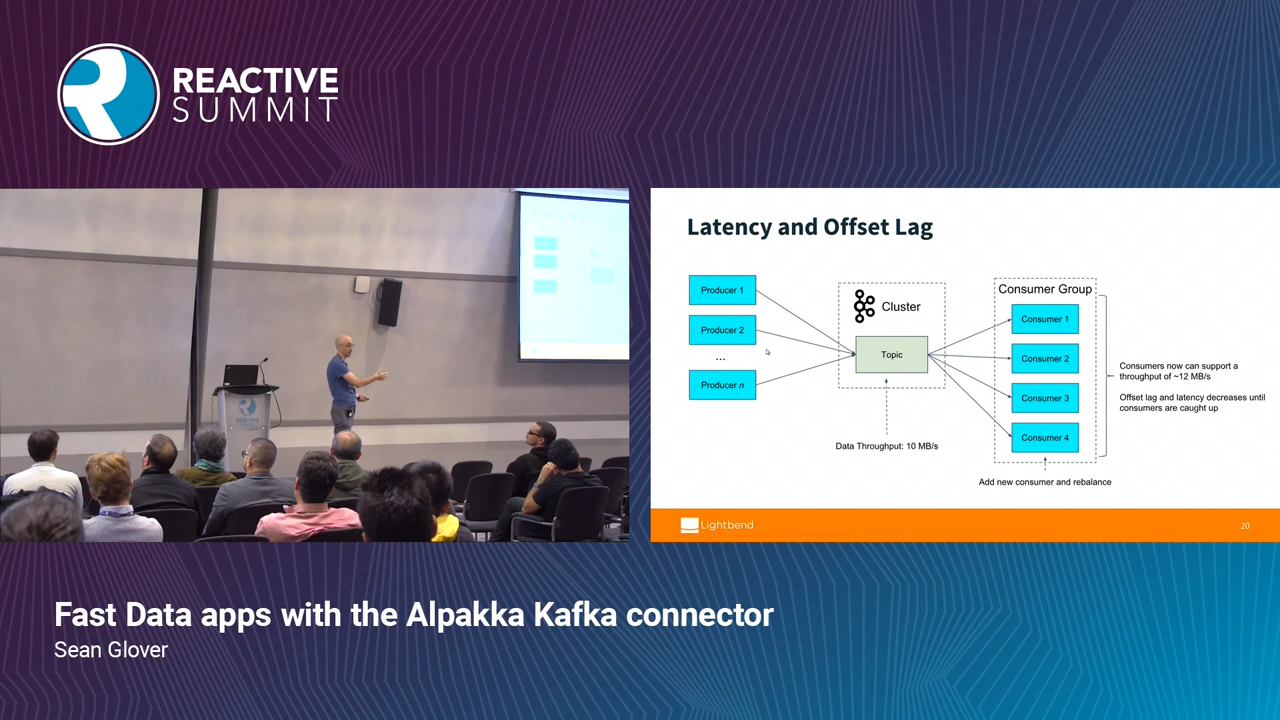 REACTIVE
SUMMIT
Latency and Offset Lag
Producer 1
Producer 2
...
Producer n
Cluster
Topic
Data Throughput: 10 MB/s
Consumer Group
Consumer 1
Consumer 2
Consumer 3
Consumer 4
Add new consumer and rebalance
Consumers now can support a
throughput of ~12 MB/s
Offset lag and latency decreases until
consumers are caught up
Lightbend
20
Fast Data apps with the Alpakka Kafka connector
Sean Glover